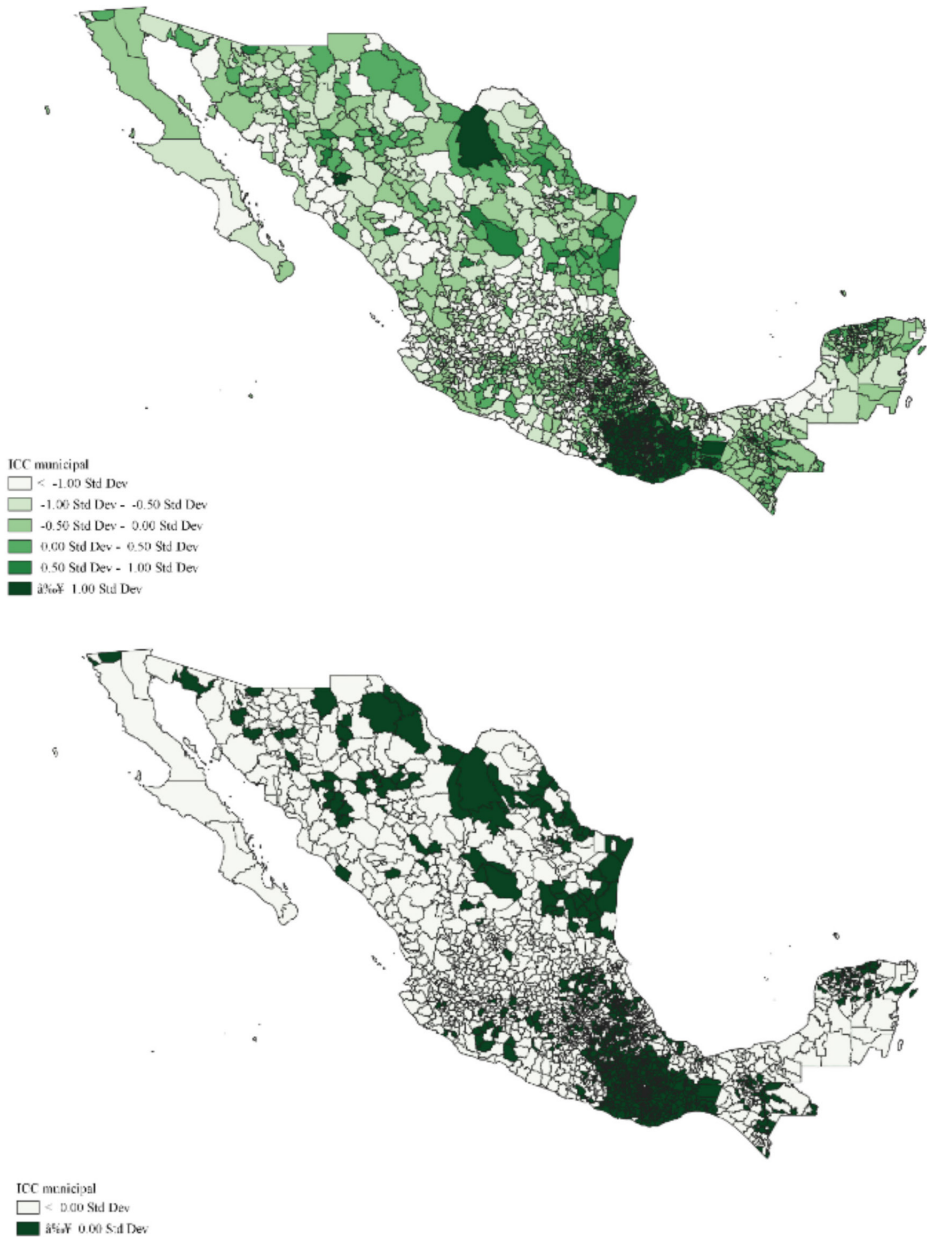 ICC municipal
< -1.00 Std Dev
-1.00 Std Dev - -0.50 Std Dev
-0.50 Std Dev - 0.00 Std Dev
0.00 Std Dev - 0.50 Std Dev
0.50 Std Dev - 1.00 Std Dev
â‰¥ 1.00 Std Dev
ICC municipal
< 0.00 Std Dev
â‰¥ 0.00 Std Dev